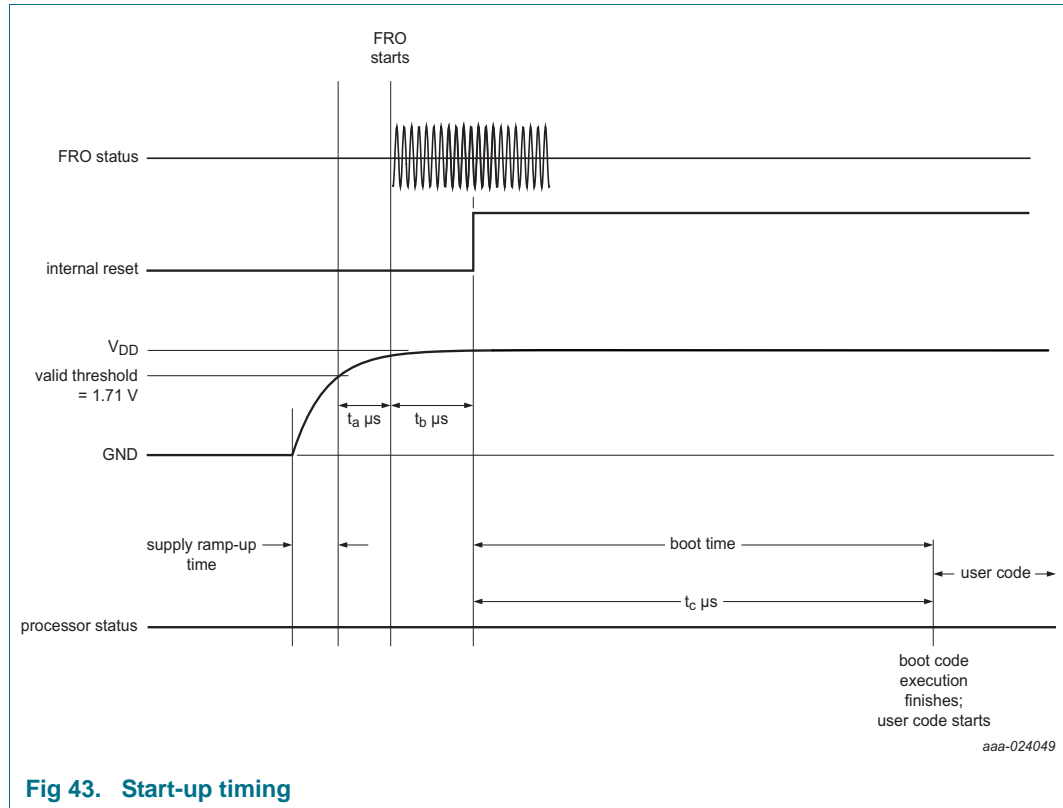 FRO
starts
FRO status
internal reset
VDD
valid threshold
= 1.71 V
ta μs
tb μs
GND
supply ramp-up
time
boot time
user code
tc μs
processor status
boot code
execution
finishes;
user code starts
aaa-024049
Fig 43. Start-up timing